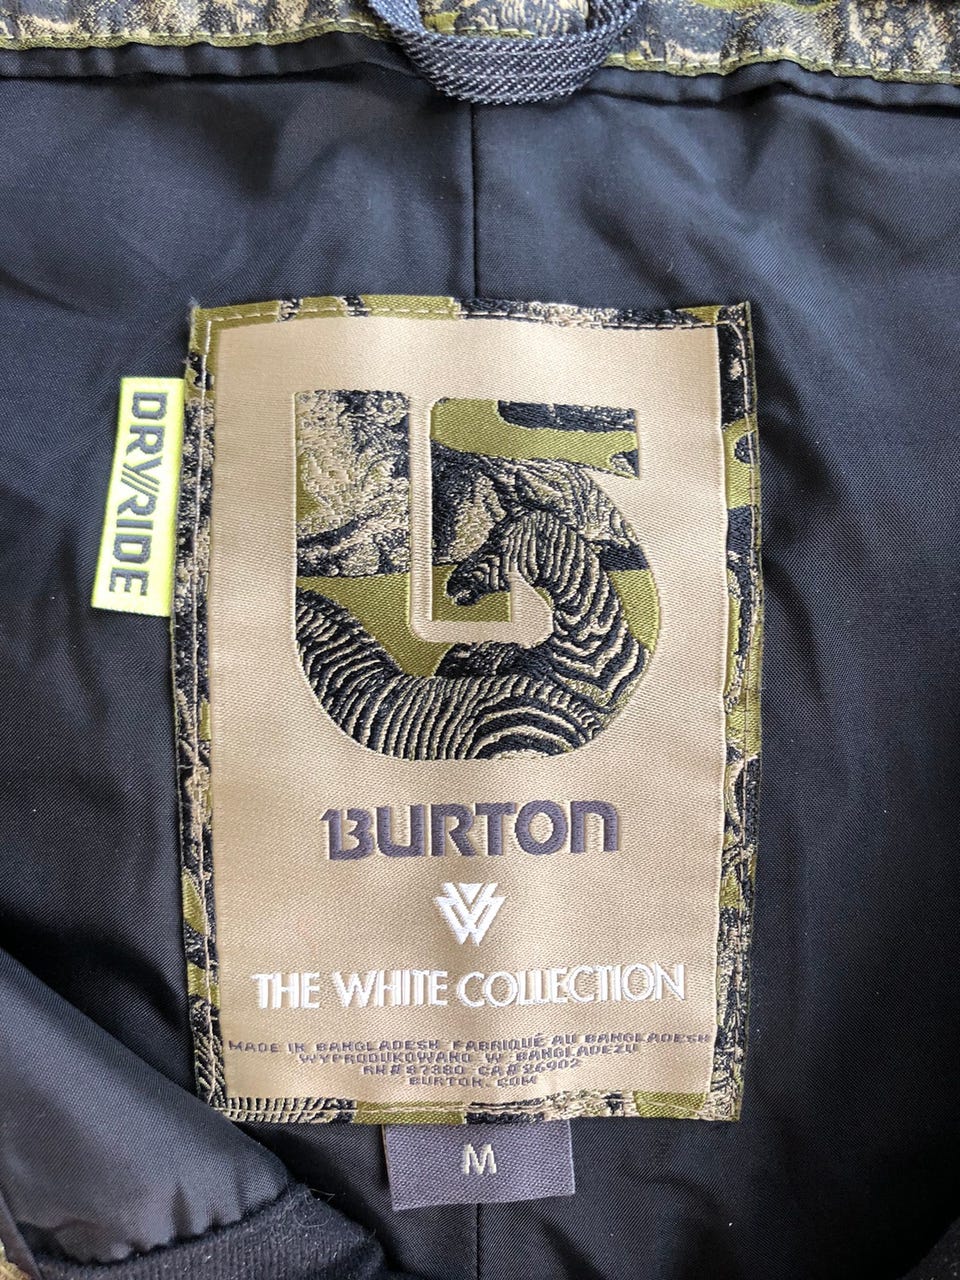 DRY//RIDE
BURTON
THE WHITE COLLECTION
MADE IN BANGLADESH FABRIQUÉ AU BANGLADESH
WYPRODUKOWANO W BANGLADEZU
RN# 87380 CA# 26902
BURTON.COM
M